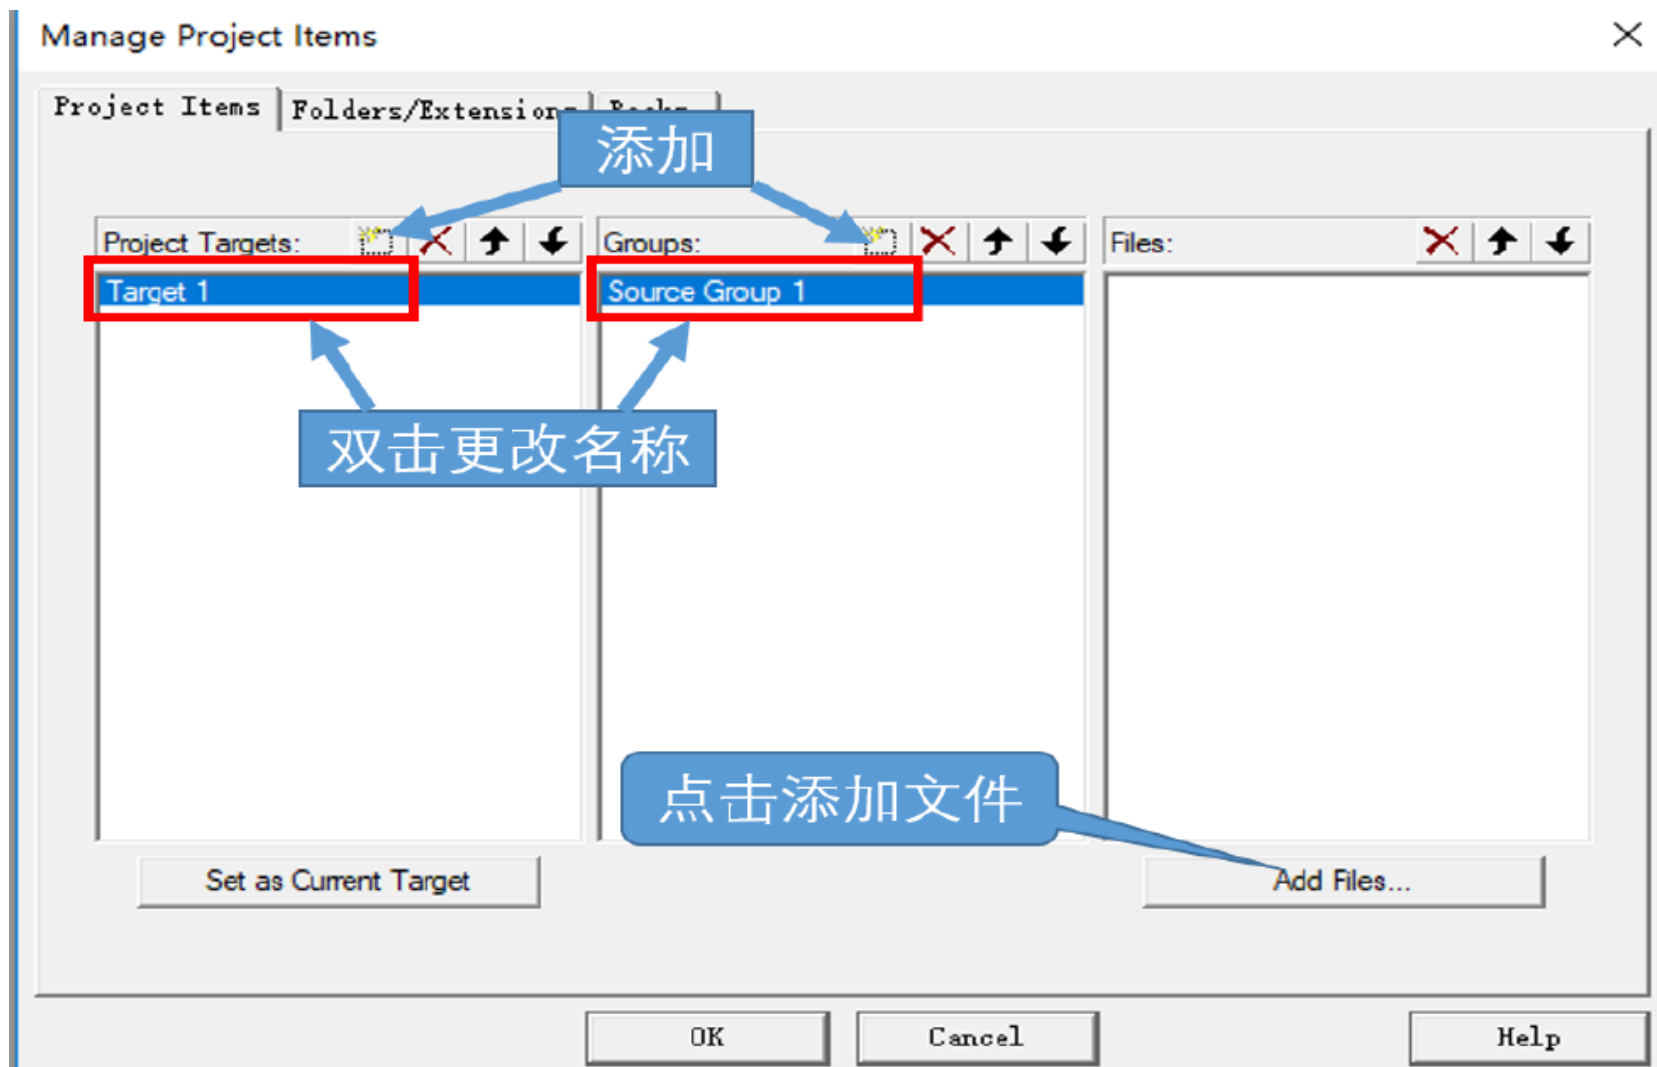 Manage Project Items
Project Items
Folders/Extensions
添加
Project Targets:
Groups:
Files:
Target 1
Source Group 1
双击更改名称
点击添加文件
Set as Current Target
Add Files...
OK
Cancel
Help